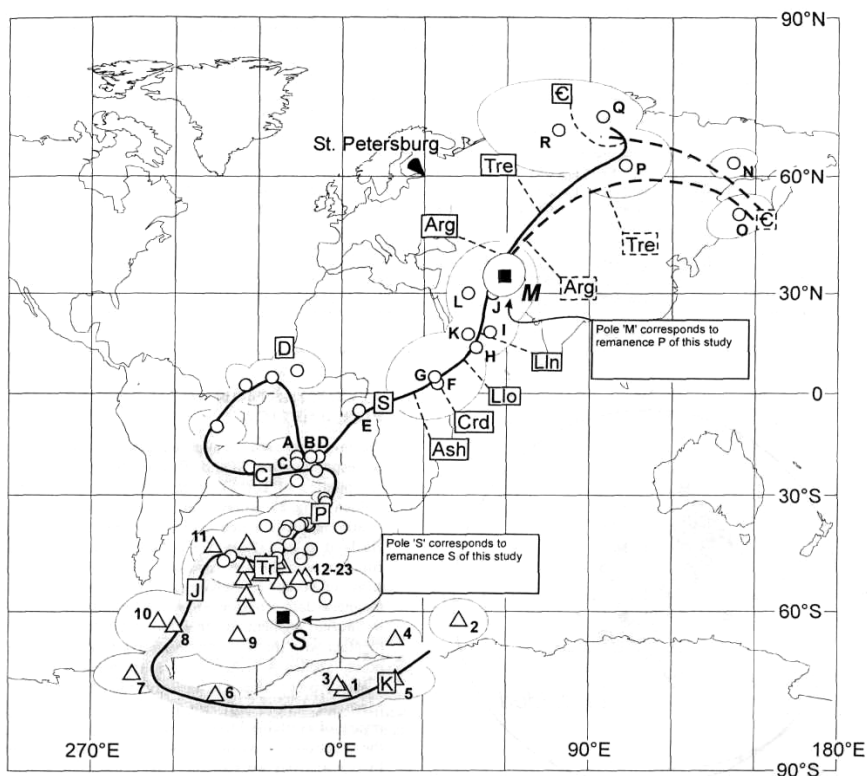 90°N
€
Q
R
St. Petersburg
Tre
P
N
60°N
O
€
Arg
Tre
Arg
M
L
J
30°N
K
I
Pole 'M' corresponds to
remanence P of this study
H
Lln
D
G
F
Llo
S
Crd
0
E
Ash
A
B D
C
C
30°S
P
11
Pole 'S' corresponds to
remanence S of this study
Tr
12-23
J
10
8
9
S
4
2
60°S
7
6
3
1
K
5
270°E
0°E
90°E
180°E
90°S